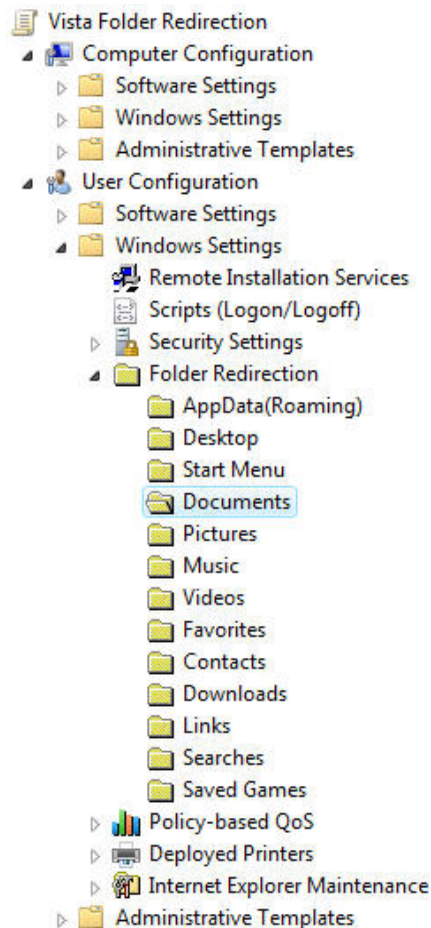 Vista Folder Redirection
Computer Configuration
Software Settings
Windows Settings
Administrative Templates
User Configuration
Software Settings
Windows Settings
Remote Installation Services
Scripts (Logon/Logoff)
Security Settings
Folder Redirection
AppData(Roaming)
Desktop
Start Menu
Documents
Pictures
Music
Videos
Favorites
Contacts
Downloads
Links
Searches
Saved Games
Policy-based QoS
Deployed Printers
Internet Explorer Maintenance
Administrative Templates